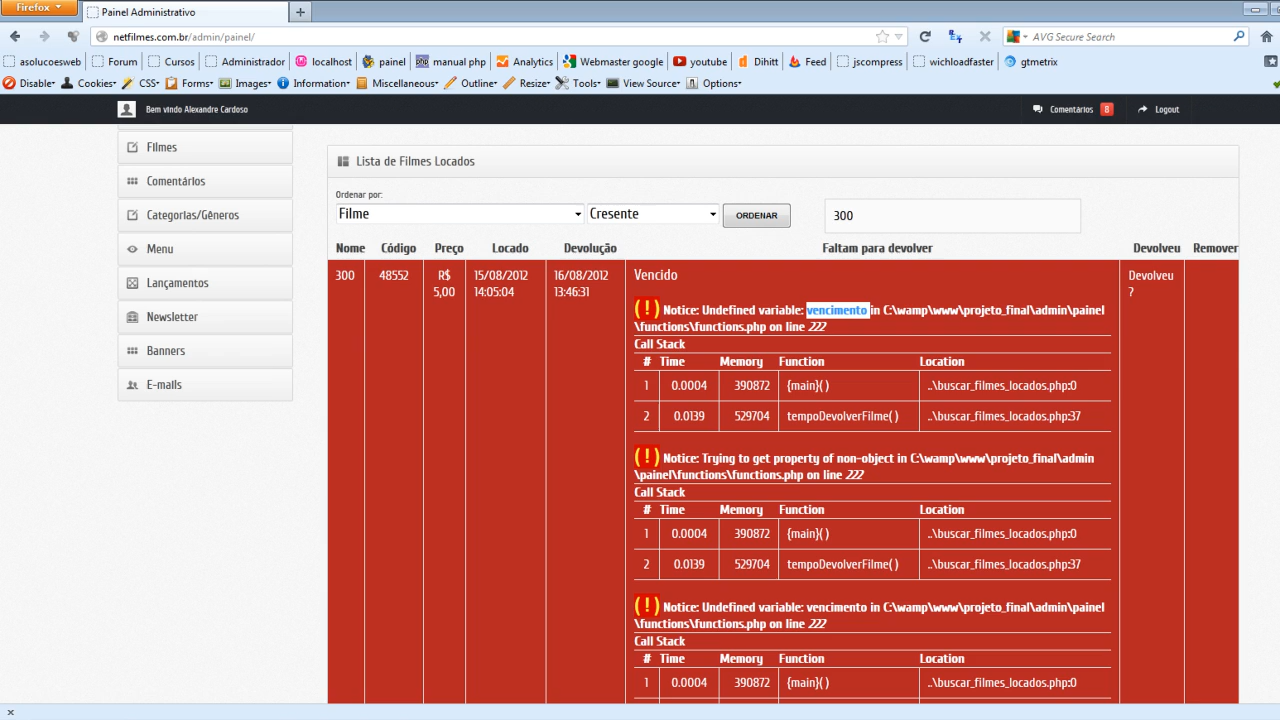 Firefox
Painel Administrativo
netfilmes.com.br/admin/painel/
AVG Secure Search
asolucoesweb Forum Cursos Administrador localhost painel manual php Analytics Webmaster google youtube Dihitt Feed jscompress wichloadfaster gtmetrix
Disable Cookies CSS Forms Images Information Miscellaneous Outline Resize Tools View Source Options
Bem vindo Alexandre Cardoso
Comentários 8 Logout
Filmes
Comentários
Categorias/Gêneros
Menu
Lançamentos
Newsletter
Banners
E-mails
Lista de Filmes Locados
Ordenar por:
Filme Cresente ORDENAR 300
Nome Código Preço Locado Devolução Faltam para devolver Devolveu Remover
300 48552 R$ 5,00 15/08/2012 14:05:04 16/08/2012 13:46:31 Vencido Devolveu ?
( ! ) Notice: Undefined variable: vencimento in C:\wamp\www\projeto_final\admin\painel
\functions\functions.php on line 222
Call Stack
# Time Memory Function Location
1 0.0004 390872 {main}( ) ..\buscar_filmes_locados.php:0
2 0.0139 529704 tempoDevolverFilme( ) ..\buscar_filmes_locados.php:37
( ! ) Notice: Trying to get property of non-object in C:\wamp\www\projeto_final\admin
\painel\functions\functions.php on line 222
Call Stack
# Time Memory Function Location
1 0.0004 390872 {main}( ) ..\buscar_filmes_locados.php:0
2 0.0139 529704 tempoDevolverFilme( ) ..\buscar_filmes_locados.php:37
( ! ) Notice: Undefined variable: vencimento in C:\wamp\www\projeto_final\admin\painel
\functions\functions.php on line 222
Call Stack
# Time Memory Function Location
1 0.0004 390872 {main}( ) ..\buscar_filmes_locados.php:0